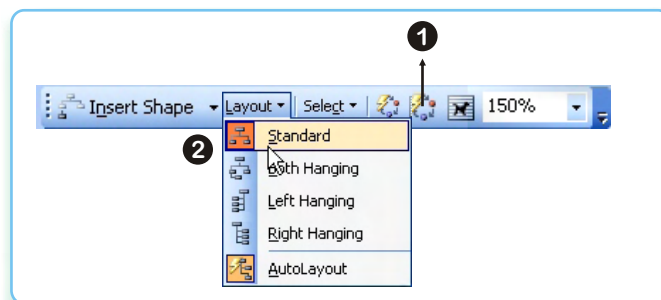 1
Insert Shape Layout Select 150%
2
Standard
Both Hanging
Left Hanging
Right Hanging
AutoLayout